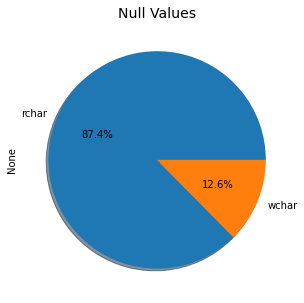 Null Values
rchar
87.4%
None
12.6%
wchar